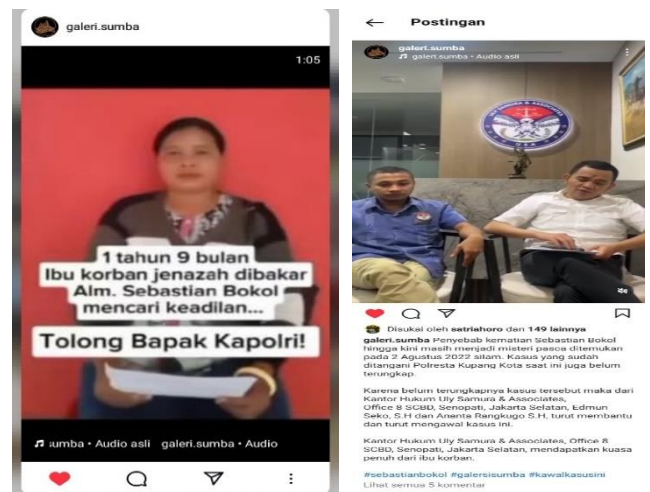 galeri.sumba
1:05
1 tahun 9 bulan
Ibu korban jenazah dibakar
Alm. Sebastian Bokol
mencari keadilan...
Tolong Bapak Kapolri!
sumba • Audio asli galeri.sumba • Audio
Postingan
galeri.sumba
galeri.sumba • Audio asli
ULY SAMURA & ASSOCIATES
Disukai oleh satriahoro dan 149 lainnya
galeri.sumba Penyebab kematian Sebastian Bokol
hingga kini masih menjadi misteri pasca ditemukan
pada 2 Agustus 2022 silam. Kasus yang sudah
ditangani Polresta Kupang Kota saat ini juga belum
terungkap.
Karena belum terungkapnya kasus tersebut maka dari
Kantor Hukum Uly Samura & Associates,
Office 8 SCBD, Senopati, Jakarta Selatan, Edmun
Seko, S.H dan Ananta Rangkugo S.H, turut membantu
dan turut mengawal kasus ini.
Kantor Hukum Uly Samura & Associates, Office 8
SCBD, Senopati, Jakarta Selatan, mendapatkan kuasa
penuh dari ibu korban.
#sebastianbokol #galerisumba #kawalkasusini
Lihat semua 5 komentar